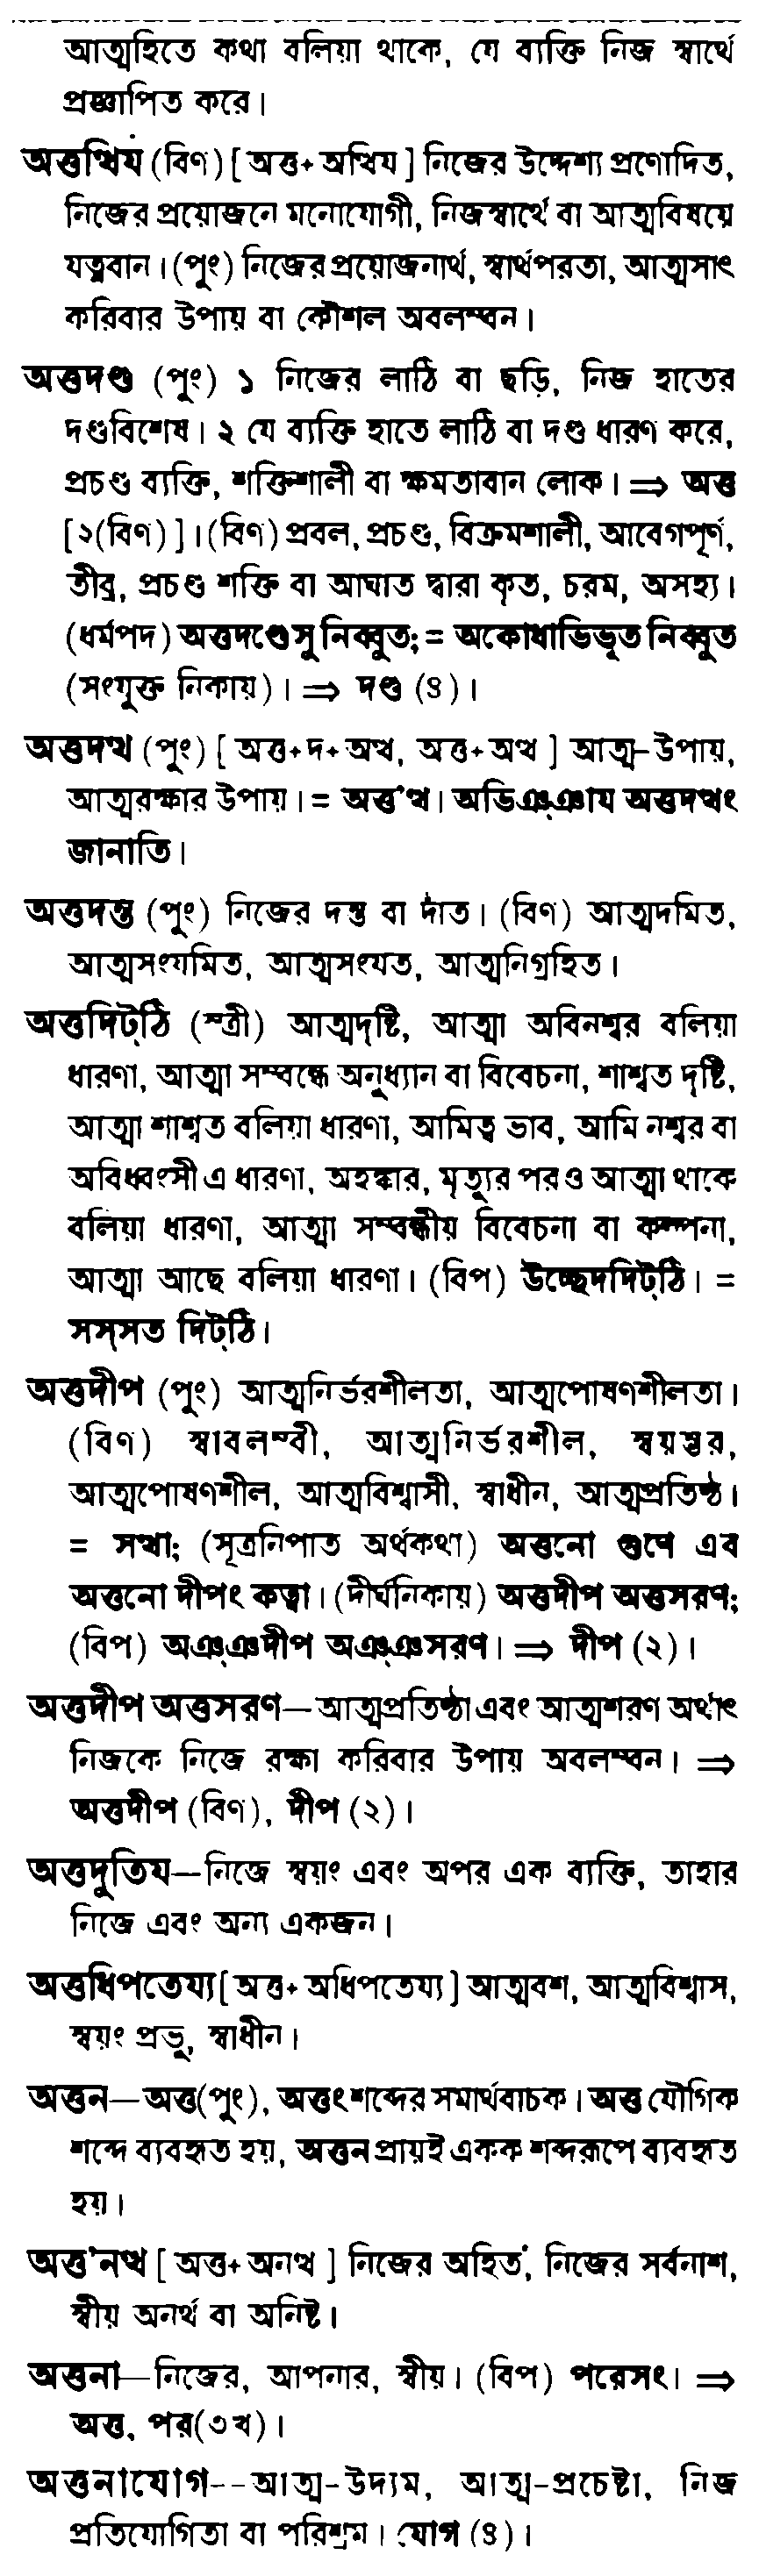 আত্মহিতে কথা বলিয়া থাকে, যে ব্যক্তি নিজ স্বার্থে
প্রজ্ঞাপিত করে।
অত্তত্থিয (বিণ) [ অত্ত+ অত্থিয ] নিজের উদ্দেশ্য প্রণোদিত,
নিজের প্রয়োজনে মনোযোগী, নিজস্বার্থে বা আত্মবিষয়ে
যত্নবান। (পুং) নিজের প্রয়োজনার্থ, স্বার্থপরতা, আত্মসাৎ
করিবার উপায় বা কৌশল অবলম্বন।
অত্তদণ্ড (পুং) ১ নিজের লাঠি বা ছড়ি, নিজ হাতের
দণ্ডবিশেষ। ২ যে ব্যক্তি হাতে লাঠি বা দণ্ড ধারণ করে,
প্রচণ্ড ব্যক্তি, শক্তিশালী বা ক্ষমতাবান লোক। ⇒ অত্ত
[২(বিণ)]। (বিণ) প্রবল, প্রচণ্ড, বিক্রমশালী, আবেগপূর্ণ,
তীব্র, প্রচণ্ড শক্তি বা আঘাত দ্বারা কৃত, চরম, অসহ্য।
(ধর্মপদ) অত্তদণ্ডেসু নিব্বুত; = অকোধাভিভূত নিব্বুত
(সংযুক্ত নিকায়)। ⇒ দণ্ড (৪)।
অত্তদত্থ (পুং) [ অত্ত+দ+অত্থ, অত্ত+অত্থ ] আত্ম-উপায়,
আত্মরক্ষার উপায়। = অত্ত'ত্থ। অভিঞ্ঞায অত্তদত্থং
জানাতি।
অত্তদন্ত (পুং) নিজের দন্ত বা দাঁত। (বিণ) আত্মদমিত,
আত্মসংযমিত, আত্মসংযত, আত্মনিগ্রহিত।
অত্তদিট্ঠি (স্ত্রী) আত্মদৃষ্টি, আত্মা অবিনশ্বর বলিয়া
ধারণা, আত্মা সম্বন্ধে অনুধ্যান বা বিবেচনা, শাশ্বত দৃষ্টি,
আত্মা শাশ্বত বলিয়া ধারণা, আমিত্ব ভাব, আমি নশ্বর বা
অবিধ্বংসী এ ধারণা, অহঙ্কার, মৃত্যুর পরও আত্মা থাকে
বলিয়া ধারণা, আত্মা সম্বন্ধীয় বিবেচনা বা কল্পনা,
আত্মা আছে বলিয়া ধারণা। (বিপ) উচ্ছেদদিট্ঠি। =
সস্সত দিট্ঠি।
অত্তদীপ (পুং) আত্মনির্ভরশীলতা, আত্মপোষণশীলতা।
(বিণ) স্বাবলম্বী, আত্মনির্ভরশীল, স্বয়ম্ভর,
আত্মপোষণশীল, আত্মবিশ্বাসী, স্বাধীন, আত্মপ্রতিষ্ঠ।
= সত্থা; (সূত্রনিপাত অর্থকথা) অত্তনো গুণে এব
অত্তনো দীপং কত্বা। (দীর্ঘনিকায়) অত্তদীপ অত্তসরণ;
(বিপ) অঞ্ঞদীপ অঞ্ঞসরণ। ⇒ দীপ (২)।
অত্তদীপ অত্তসরণ—আত্মপ্রতিষ্ঠা এবং আত্মশরণ অর্থাৎ
নিজকে নিজে রক্ষা করিবার উপায় অবলম্বন। ⇒
অত্তদীপ (বিণ), দীপ (২)।
অত্তদুতিয—নিজে স্বয়ং এবং অপর এক ব্যক্তি, তাহার
নিজে এবং অন্য একজন।
অত্তধিপতেয্য [ অত্ত+ অধিপতেয্য ] আত্মবশ, আত্মবিশ্বাস,
স্বয়ং প্রভু, স্বাধীন।
অত্তন—অত্ত(পুং), অত্তং শব্দের সমার্থবাচক। অত্ত যৌগিক
শব্দে ব্যবহৃত হয়, অত্তন প্রায়ই একক শব্দরূপে ব্যবহৃত
হয়।
অত্ত'নত্থ [ অত্ত+ অনত্থ ] নিজের অহিত, নিজের সর্বনাশ,
স্বীয় অনর্থ বা অনিষ্ট।
অত্তনা—নিজের, আপনার, স্বীয়। (বিপ) পরেসং। ⇒
অত্ত, পর(৩খ)।
অত্তনাযোগ--আত্ম-উদ্যম, আত্ম-প্রচেষ্টা, নিজ
প্রতিযোগিতা বা পরিশ্রম। যোগ (৪)।